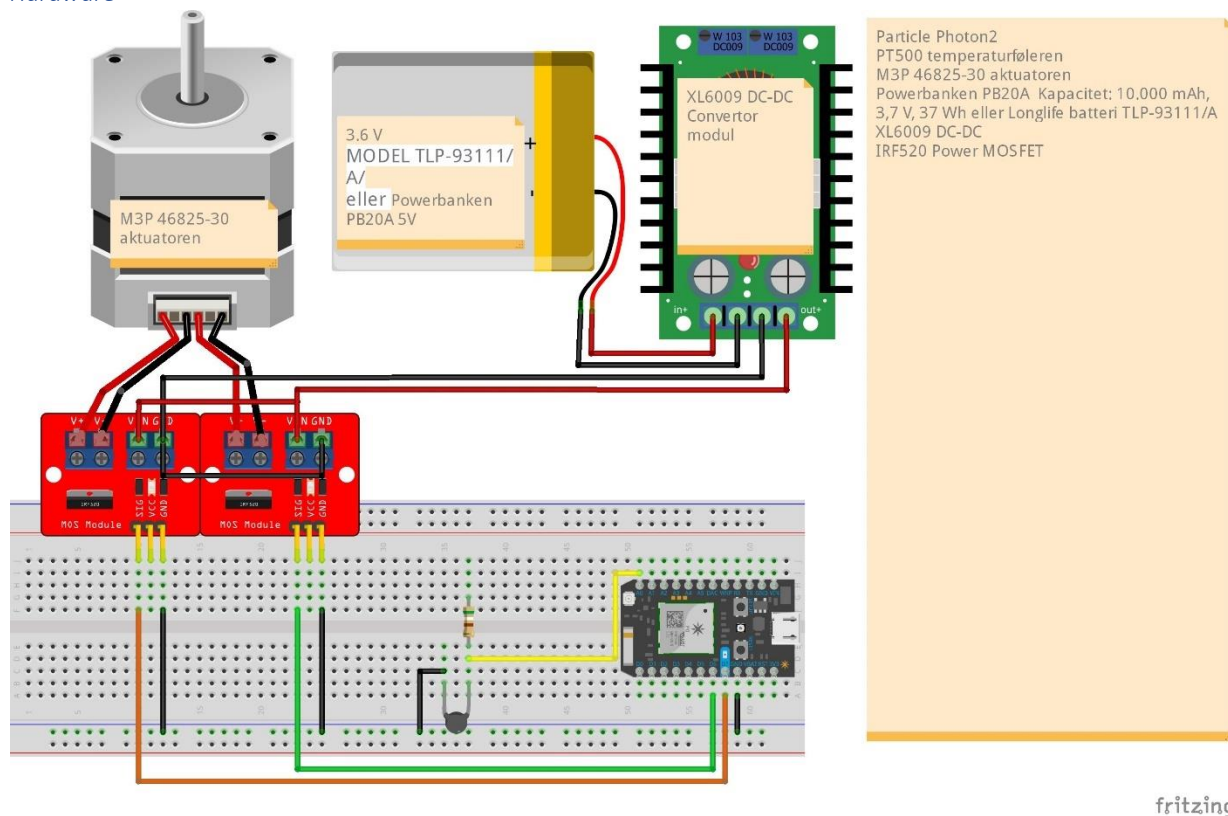 Hardware
M3P 46825-30
aktuatoren
3.6 V
MODEL TLP-93111/
A/
eller Powerbanken
PB20A 5V
+
-
W 103
DC009
W 103
DC009
XL6009 DC-DC
Convertor
modul
in+
out+
Particle Photon2
PT500 temperaturføleren
M3P 46825-30 aktuatoren
Powerbanken PB20A Kapacitet: 10.000 mAh,
3,7 V, 37 Wh eller Longlife batteri TLP-93111/A
XL6009 DC-DC
IRF520 Power MOSFET
V+ V- VIN GND
V+ V- VIN GND
SIG VCC GND
SIG VCC GND
MOS Module
MOS Module
fritzing